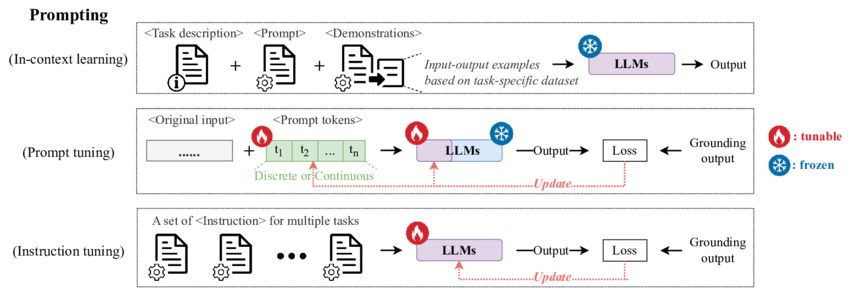 Prompting
(In-context learning)
<Task description>
<Prompt>
<Demonstrations>
+
+
Input-output examples
based on task-specific dataset
LLMs
Output
(Prompt tuning)
<Original input>
<Prompt tokens>
......
+
t1 t2 ... tn
Discrete or Continuous
LLMs
Output
Loss
Grounding
output
Update
: tunable
: frozen
(Instruction tuning)
A set of <Instruction> for multiple tasks
LLMs
Output
Loss
Grounding
output
Update